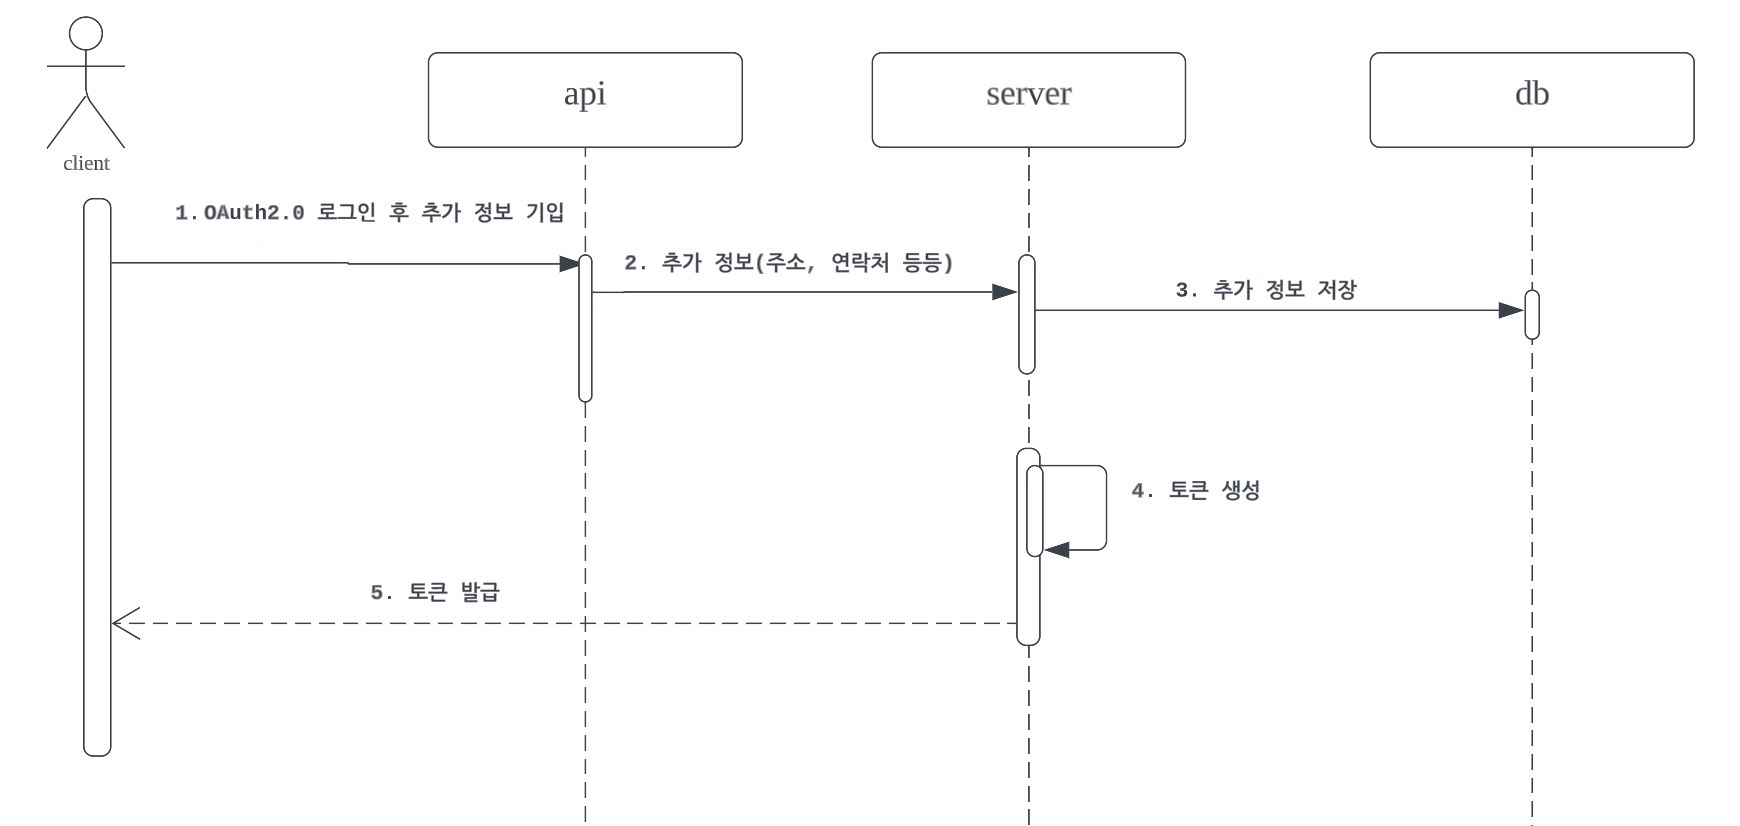 client
api
server
db
1.OAuth2.0 로그인 후 추가 정보 기입
2. 추가 정보(주소, 연락처 등등)
3. 추가 정보 저장
4. 토큰 생성
5. 토큰 발급